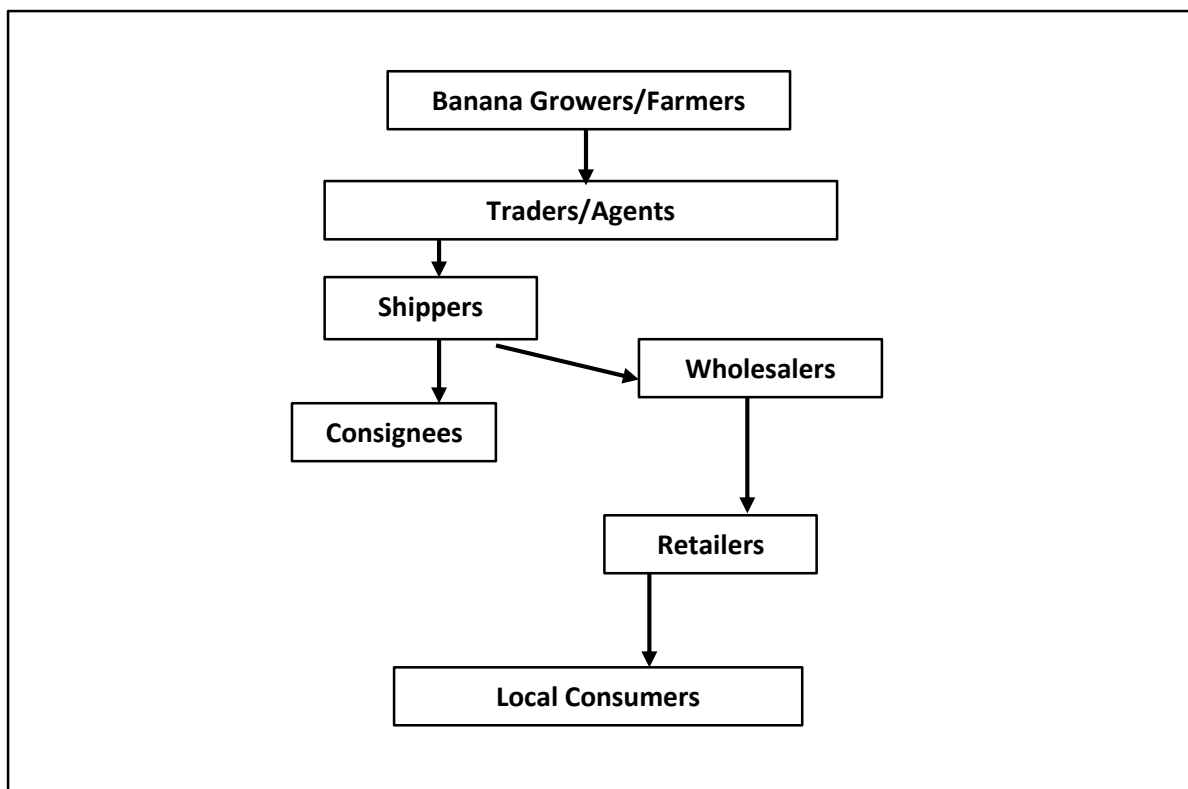 Banana Growers/Farmers
Traders/Agents
Shippers
Wholesalers
Consignees
Retailers
Local Consumers